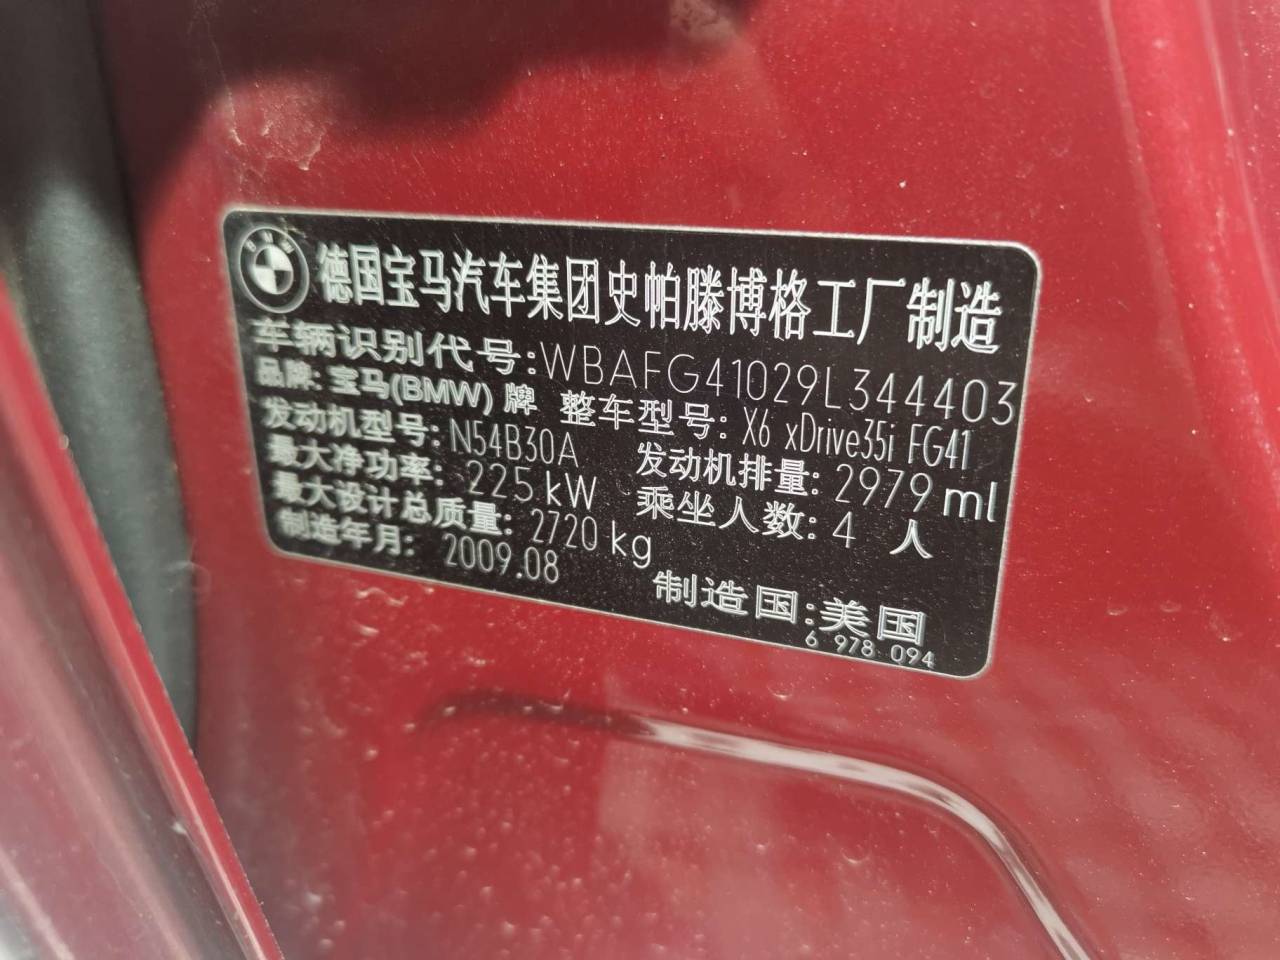 BMW
德国宝马汽车集团史帕滕博格工厂制造
车辆识别代号:WBAFG41029L344403
品牌: 宝马(BMW) 牌 整车型号: X6 xDrive35i FG41
发动机型号: N54B30A 发动机排量: 2979 ml
最大净功率: 225 kW 乘坐人数: 4 人
最大设计总质量: 2720 kg
制造年月: 2009.08 制造国:美国
6 978 094